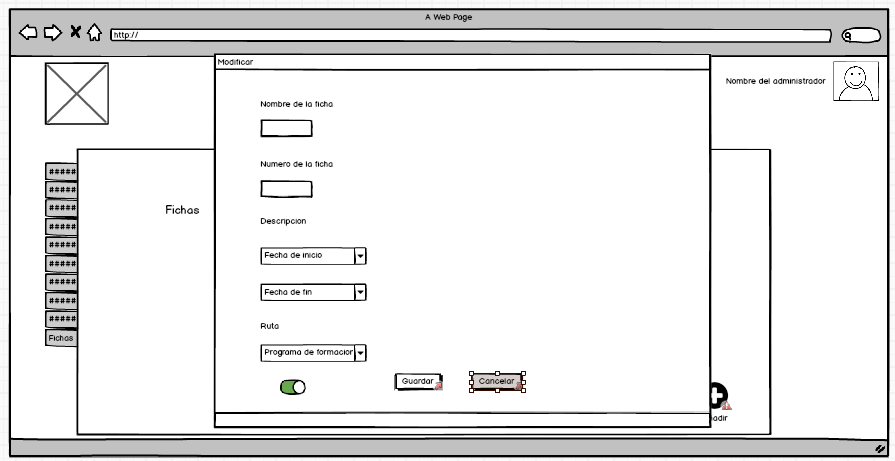 A Web Page
http://
Modificar
Nombre del administrador
Nombre de la ficha
Numero de la ficha
#####
#####
#####
#####
#####
#####
#####
#####
#####
Fichas
Fichas
Descripcion
Fecha de inicio
Fecha de fin
Ruta
Programa de formacion
Guardar
Cancelar
adir